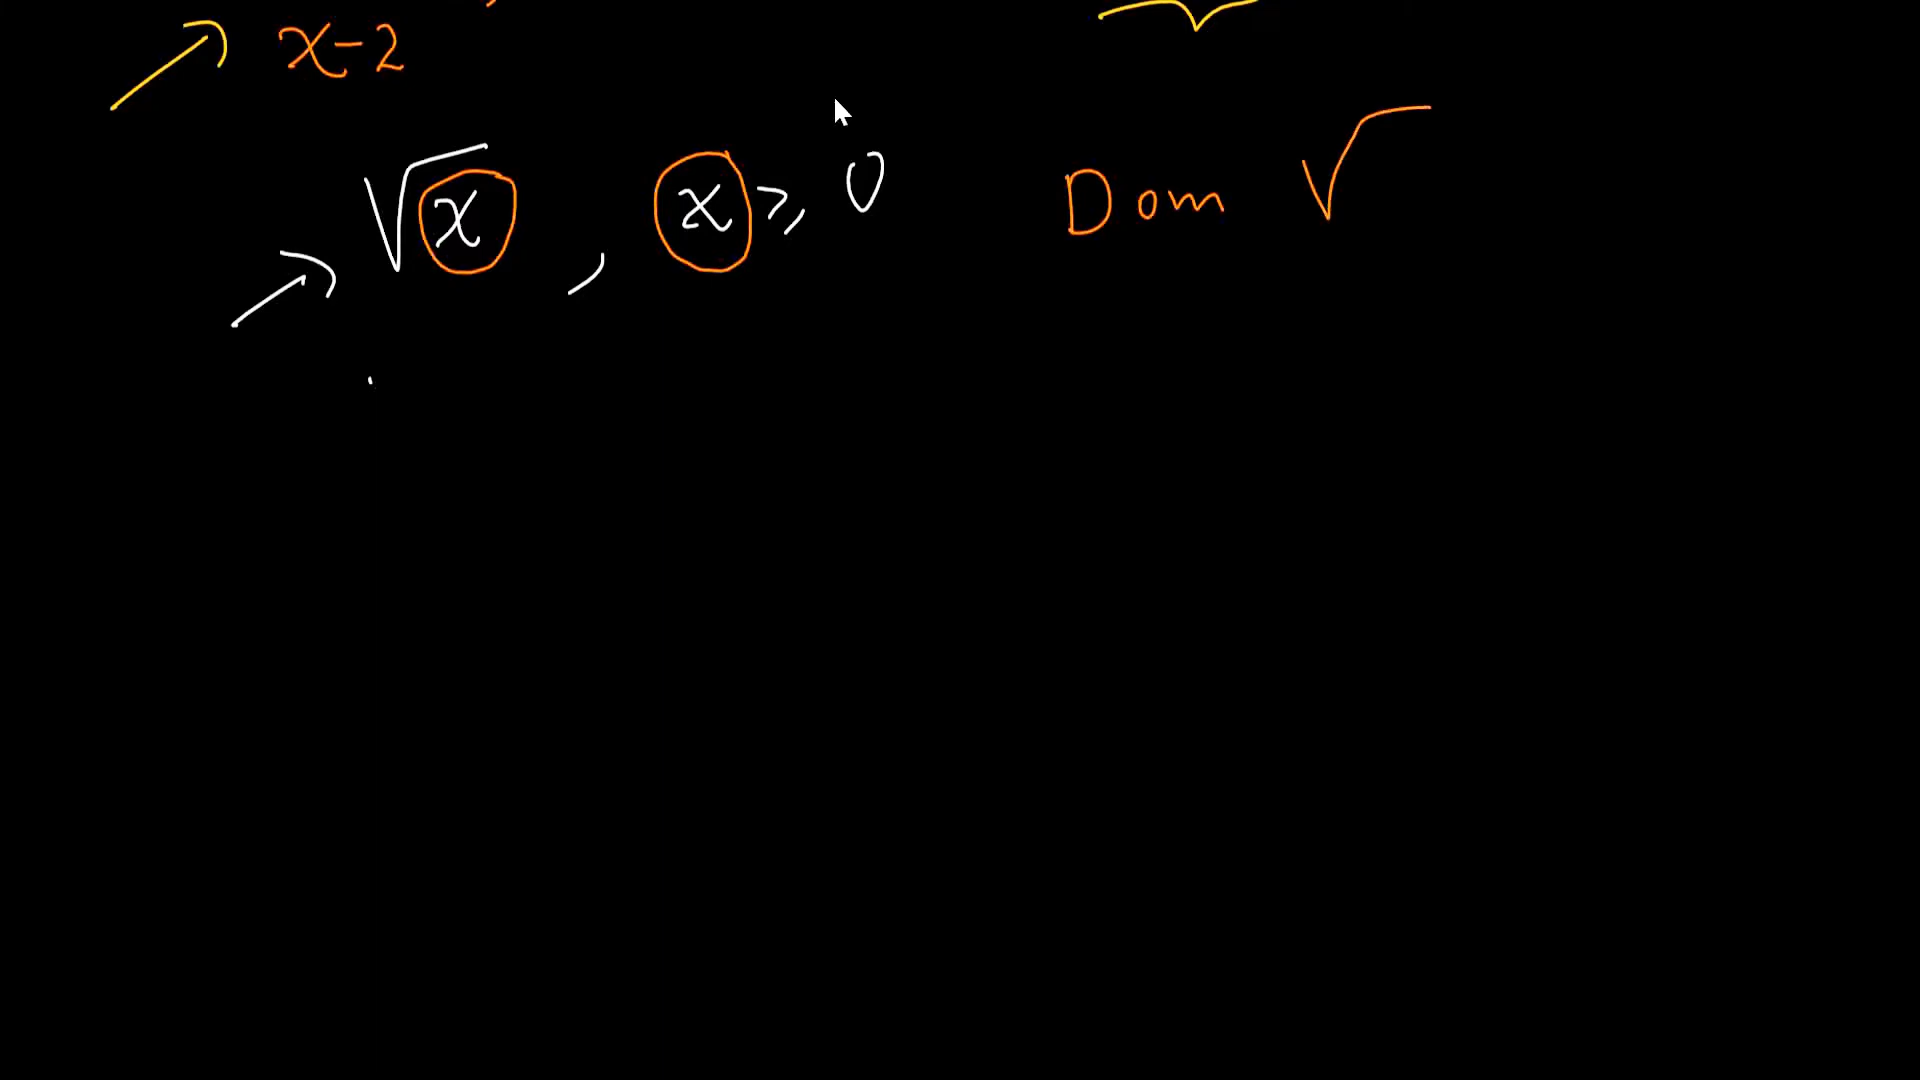 x-2
√x , x ≥ 0 Dom √